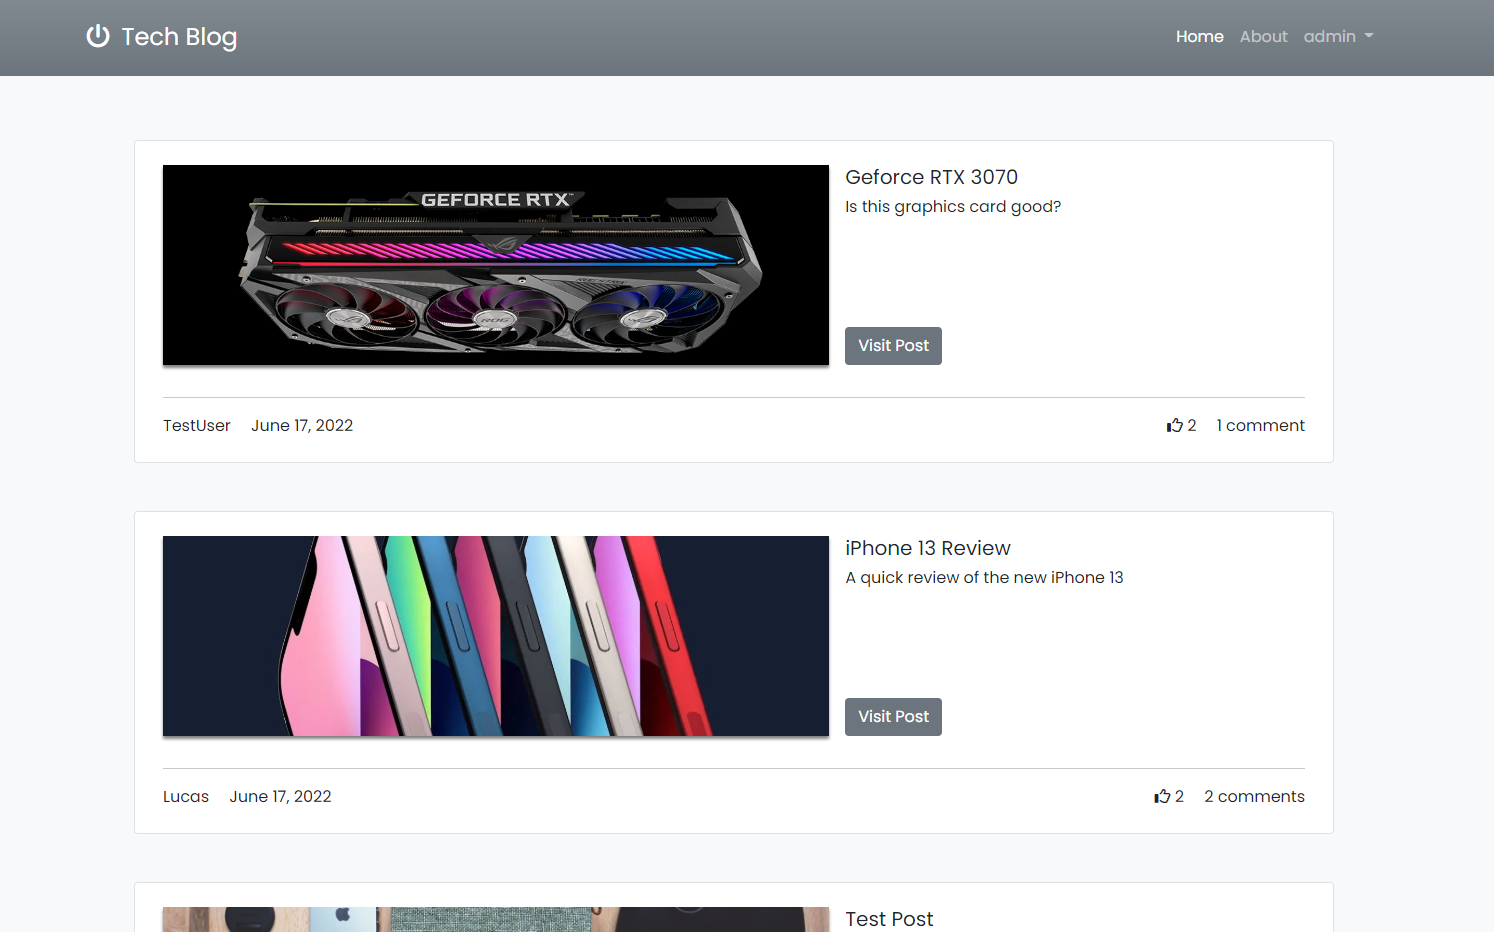 Tech Blog
Home About admin
GEFORCE RTX™
ROG
Geforce RTX 3070
Is this graphics card good?
Visit Post
TestUser June 17, 2022
2 1 comment
iPhone 13 Review
A quick review of the new iPhone 13
Visit Post
Lucas June 17, 2022
2 2 comments
Test Post